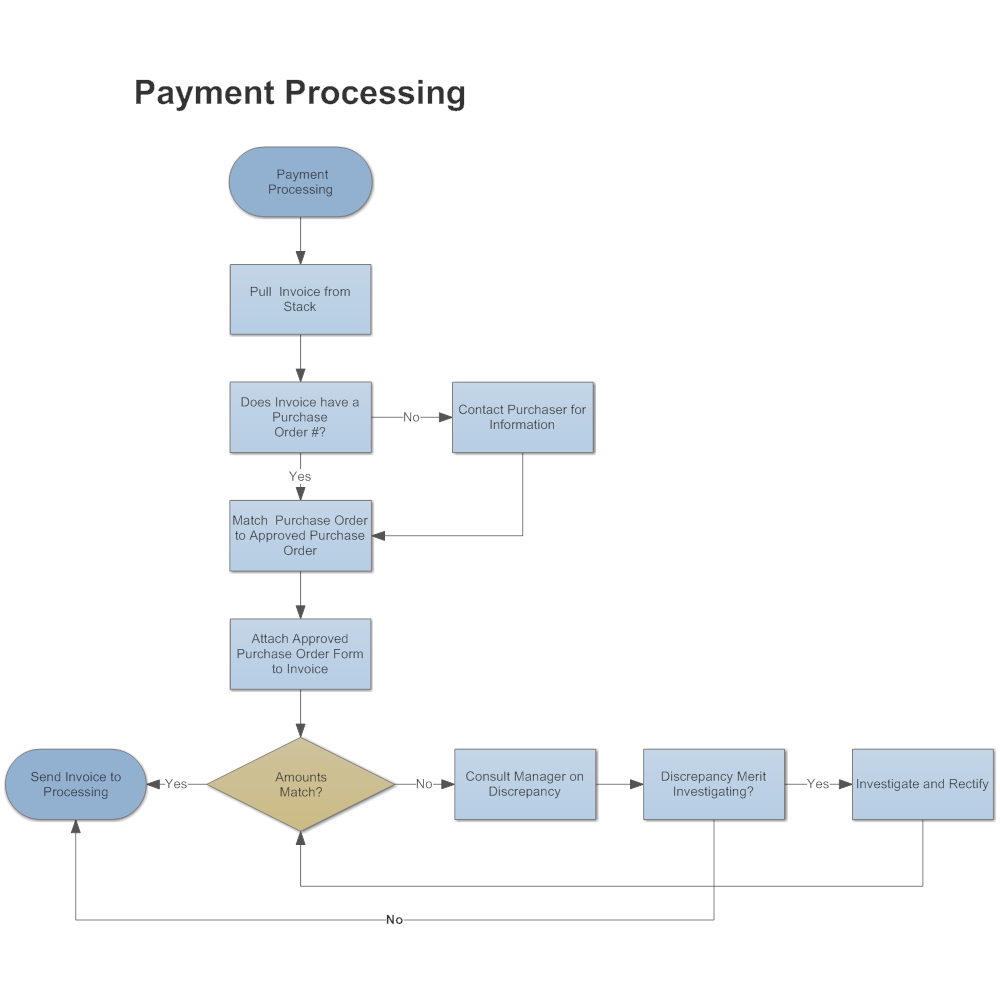 Payment Processing
Payment
Processing
Pull  Invoice from
Stack
Does Invoice have a
Purchase
Order #?
No
Contact Purchaser for
Information
Yes
Match  Purchase Order
to Approved Purchase
Order
Attach Approved
Purchase Order Form
to Invoice
Send Invoice to
Processing
Yes
Amounts
Match?
No
Consult Manager on
Discrepancy
Discrepancy Merit
Investigating?
Yes
Investigate and Rectify
No